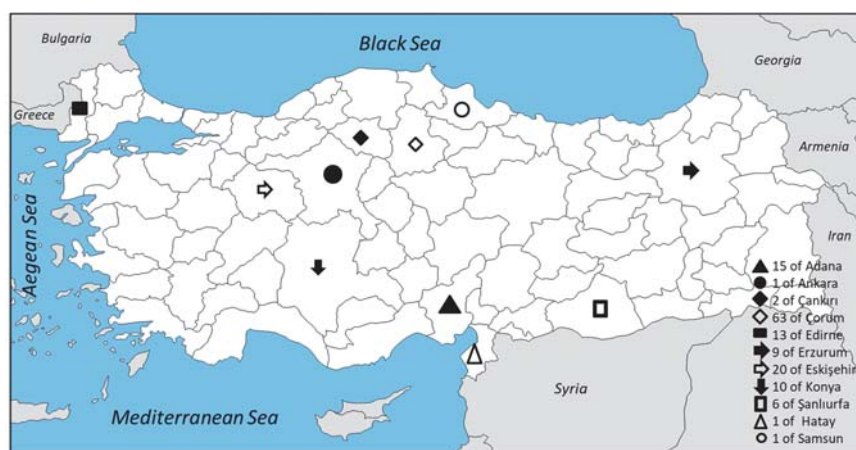 Bulgaria
Black Sea
Georgia
Greece
Armenia
Iran
Aegean Sea
15 of Adana
1 of Ankara
2 of Çankırı
63 of Çorum
13 of Edirne
9 of Erzurum
20 of Eskişehir
10 of Konya
6 of Şanlıurfa
1 of Hatay
1 of Samsun
Syria
Mediterranean Sea